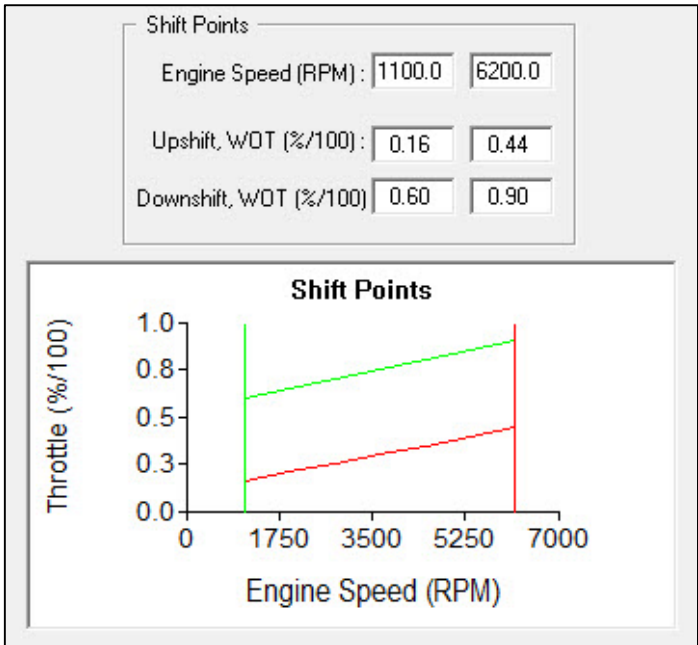 Shift Points
Engine Speed (RPM) : 1100.0 6200.0
Upshift, WOT (%/100) : 0.16 0.44
Downshift, WOT (%/100) 0.60 0.90
Shift Points
Throttle (%/100)
1.0
0.8
0.5
0.3
0.0
0 1750 3500 5250 7000
Engine Speed (RPM)